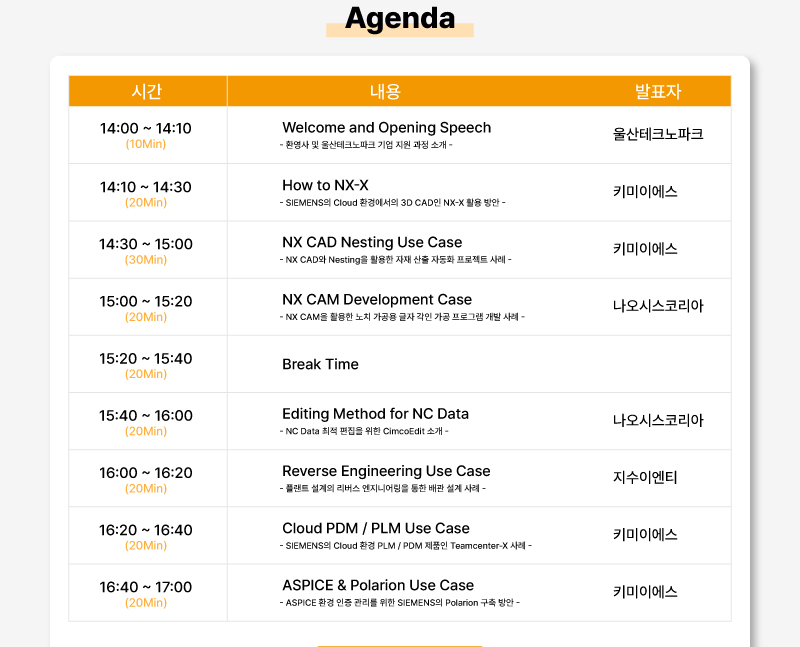 Agenda
시간 내용 발표자
14:00 ~ 14:10 Welcome and Opening Speech 울산테크노파크
(10Min) - 환영사 및 울산테크노파크 기업 지원 과정 소개 -
14:10 ~ 14:30 How to NX-X 키미이에스
(20Min) - SIEMENS의 Cloud 환경에서의 3D CAD인 NX-X 활용 방안 -
14:30 ~ 15:00 NX CAD Nesting Use Case 키미이에스
(30Min) - NX CAD와 Nesting을 활용한 자재 산출 자동화 프로젝트 사례 -
15:00 ~ 15:20 NX CAM Development Case 나오시스코리아
(20Min) - NX CAM을 활용한 노치 가공용 글자 각인 가공 프로그램 개발 사례 -
15:20 ~ 15:40 Break Time
(20Min)
15:40 ~ 16:00 Editing Method for NC Data 나오시스코리아
(20Min) - NC Data 최적 편집을 위한 CimcoEdit 소개 -
16:00 ~ 16:20 Reverse Engineering Use Case 지수이엔티
(20Min) - 플랜트 설계의 리버스 엔지니어링을 통한 배관 설계 사례 -
16:20 ~ 16:40 Cloud PDM / PLM Use Case 키미이에스
(20Min) - SIEMENS의 Cloud 환경 PLM / PDM 제품인 Teamcenter-X 사례 -
16:40 ~ 17:00 ASPICE & Polarion Use Case 키미이에스
(20Min) - ASPICE 환경 인증 관리를 위한 SIEMENS의 Polarion 구축 방안 -